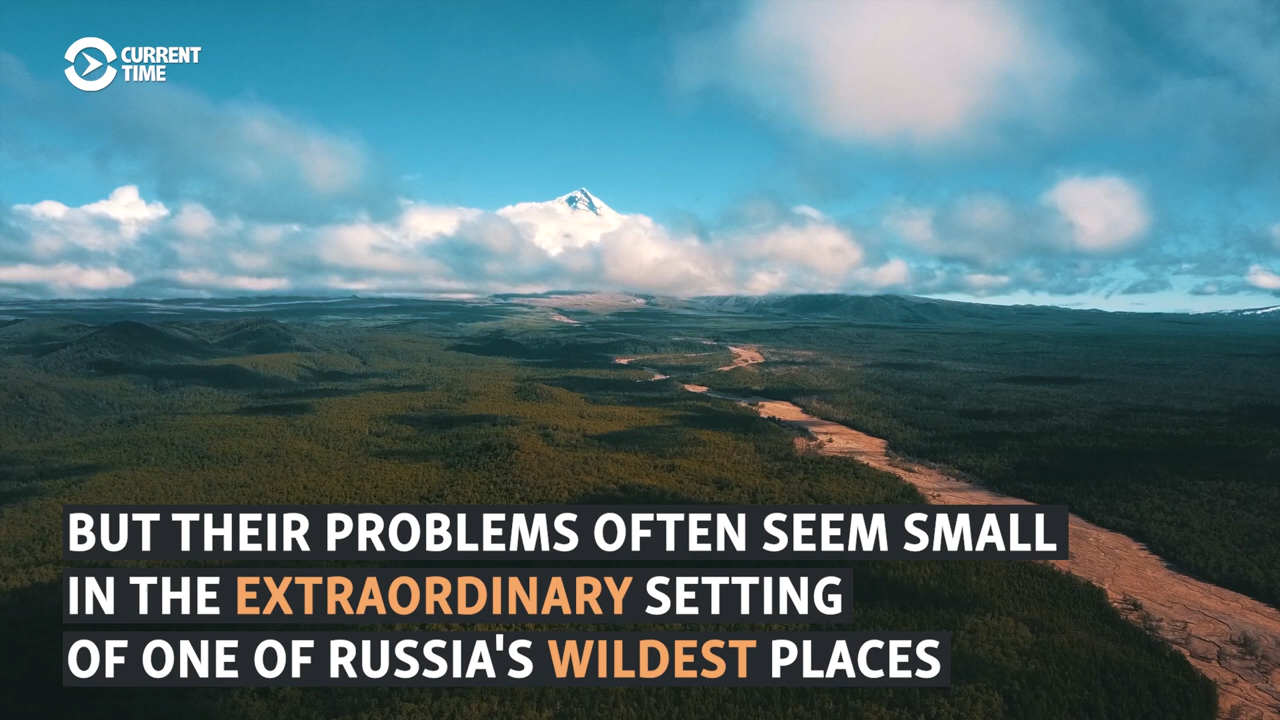 CURRENT
TIME
BUT THEIR PROBLEMS OFTEN SEEM SMALL
IN THE EXTRAORDINARY SETTING
OF ONE OF RUSSIA'S WILDEST PLACES